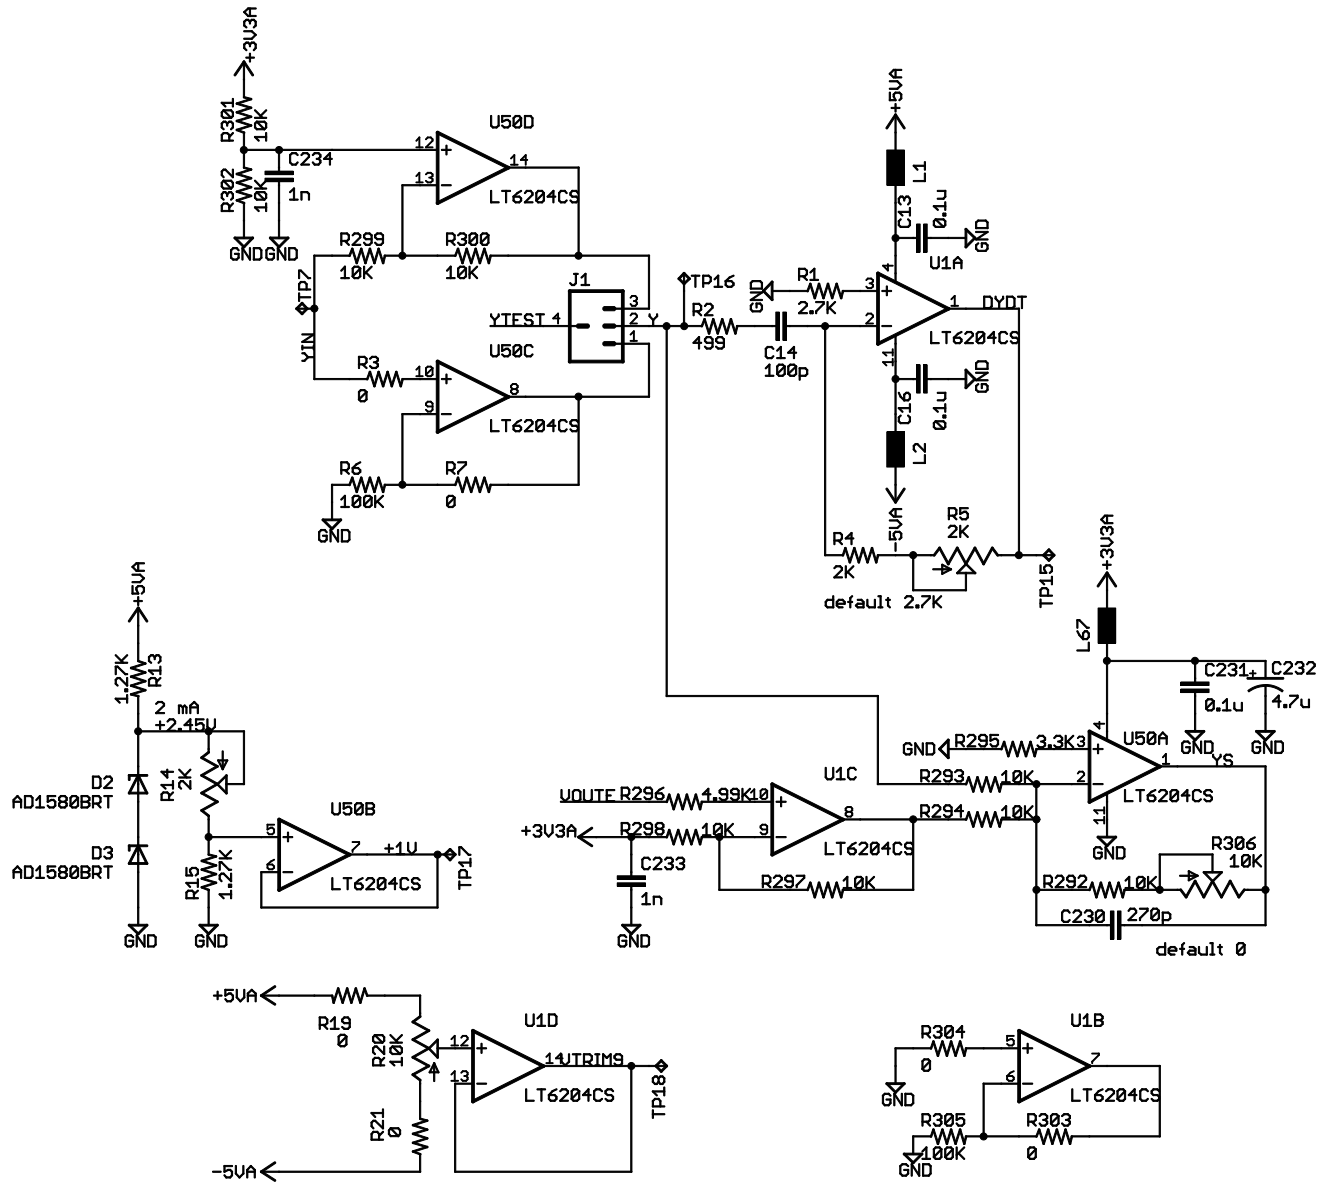 +3V3A
R301
10K
R302
10K
C234
1n
GND
GND
U50D
12
13
14
LT6204CS
R299
10K
R300
10K
TP7
YIN
J1
3
2
1
YTEST 4
Y
TP16
R2
499
C14
100p
U50C
R3
0
10
9
8
LT6204CS
R6
100K
R7
0
GND
+5VA
L1
C13
0.1u
GND
U1A
4
GND
R1
2.7K
3
2
1
DYDT
LT6204CS
11
C16
0.1u
GND
L2
-5VA
R4
2K
R5
2K
default 2.7K
TP15
+5VA
1.27K
R13
2 mA
+2.45V
D2
AD1580BRT
D3
AD1580BRT
R14
2K
R15
1.27K
GND
GND
U50B
5
6
7
+1V
LT6204CS
TP17
+3V3A
L67
C231
0.1u
+
C232
4.7u
GND
GND
U50A
GND
R295
3.3K
3
4
2
1
YS
LT6204CS
11
GND
R293
10K
R294
10K
R306
10K
R292
10K
C230
270p
default 0
U1C
VOUTE
R296
4.99K
10
9
8
LT6204CS
+3V3A
R298
10K
C233
1n
GND
R297
10K
+5VA
R19
0
R20
10K
R21
0
-5VA
U1D
12
13
14
VTRIM9
LT6204CS
TP18
U1B
R304
0
GND
5
6
7
LT6204CS
R305
100K
R303
0
GND